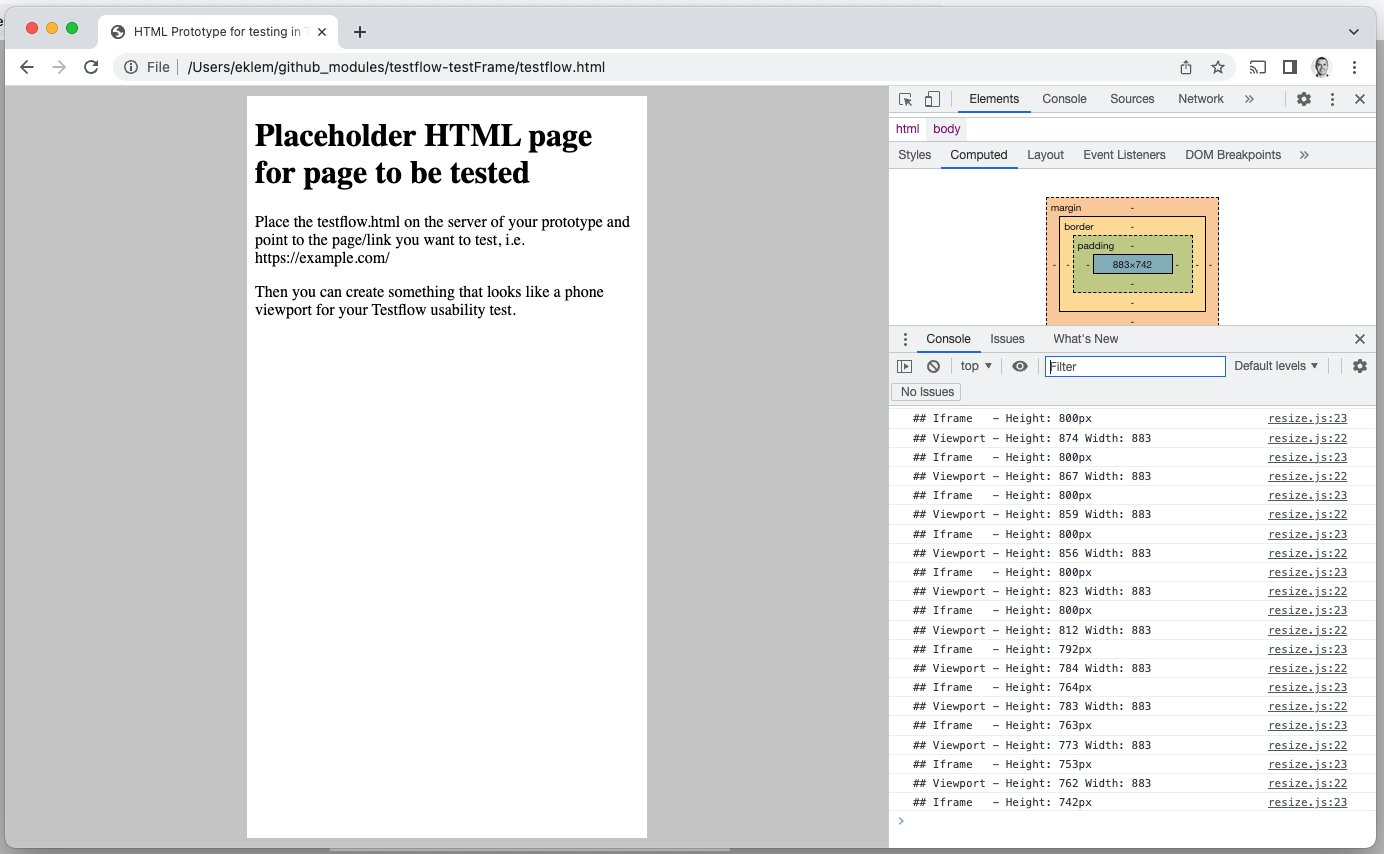 HTML Prototype for testing in T
File
/Users/eklem/github_modules/testflow-testFrame/testflow.html
Placeholder HTML page
for page to be tested
Place the testflow.html on the server of your prototype and
point to the page/link you want to test, i.e.
https://example.com/
Then you can create something that looks like a phone
viewport for your Testflow usability test.
Elements Console Sources Network »
html body
Styles Computed Layout Event Listeners DOM Breakpoints »
margin -
border -
padding -
- - - 883×742 - - -
-
-
-
Console Issues What's New
top ▼ Filter Default levels ▼
No Issues
## Iframe   – Height: 800px resize.js:23
## Viewport – Height: 874 Width: 883 resize.js:22
## Iframe   – Height: 800px resize.js:23
## Viewport – Height: 867 Width: 883 resize.js:22
## Iframe   – Height: 800px resize.js:23
## Viewport – Height: 859 Width: 883 resize.js:22
## Iframe   – Height: 800px resize.js:23
## Viewport – Height: 856 Width: 883 resize.js:22
## Iframe   – Height: 800px resize.js:23
## Viewport – Height: 823 Width: 883 resize.js:22
## Iframe   – Height: 800px resize.js:23
## Viewport – Height: 812 Width: 883 resize.js:22
## Iframe   – Height: 792px resize.js:23
## Viewport – Height: 784 Width: 883 resize.js:22
## Iframe   – Height: 764px resize.js:23
## Viewport – Height: 783 Width: 883 resize.js:22
## Iframe   – Height: 763px resize.js:23
## Viewport – Height: 773 Width: 883 resize.js:22
## Iframe   – Height: 753px resize.js:23
## Viewport – Height: 762 Width: 883 resize.js:22
## Iframe   – Height: 742px resize.js:23
>